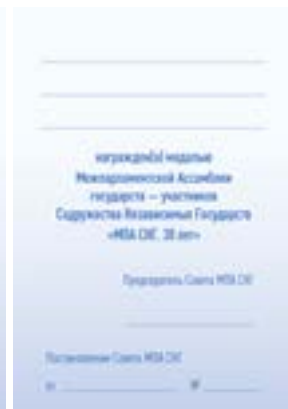 награжден(а) медалью
Межпарламентской Ассамблеи
государств — участников
Содружества Независимых Государств
«МПА СНГ. 30 лет»
Председатель Совета МПА СНГ
Постановление Совета МПА СНГ
от №